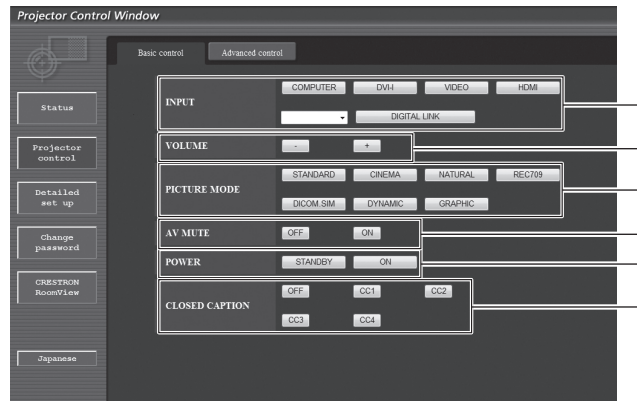 Projector Control Window
Basic control Advanced control
Status
Projector control
Detailed set up
Change password
CRESTRON RoomView
Japanese
INPUT
COMPUTER DVI-I VIDEO HDMI
DIGITAL LINK
VOLUME
- +
PICTURE MODE
STANDARD CINEMA NATURAL REC709
DICOM.SIM DYNAMIC GRAPHIC
AV MUTE
OFF ON
POWER
STANDBY ON
CLOSED CAPTION
OFF CC1 CC2
CC3 CC4